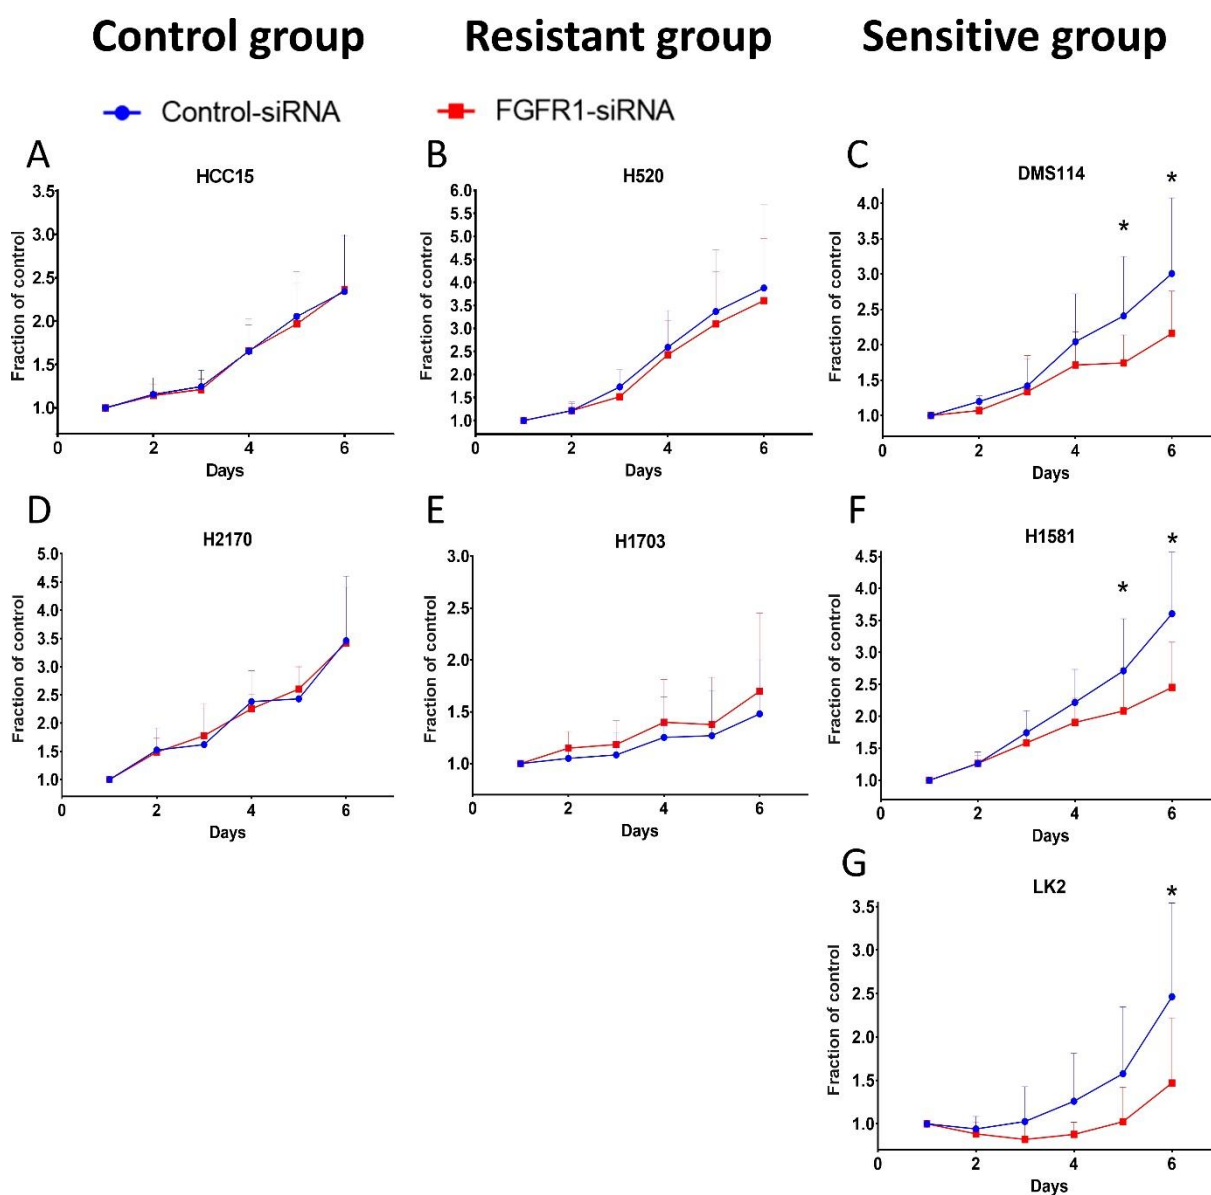 Control group Resistant group Sensitive group
Control-siRNA FGFR1-siRNA
A
HCC15
Fraction of control
3.5
3.0
2.5
2.0
1.5
1.0
0 2 4 6
Days
B
H520
Fraction of control
6.0
5.5
5.0
4.5
4.0
3.5
3.0
2.5
2.0
1.5
1.0
0 2 4 6
Days
C
DMS114
* *
Fraction of control
4.0
3.5
3.0
2.5
2.0
1.5
1.0
0 2 4 6
Days
D
H2170
Fraction of control
5.0
4.5
4.0
3.5
3.0
2.5
2.0
1.5
1.0
0 2 4 6
Days
E
H1703
Fraction of control
3.0
2.5
2.0
1.5
1.0
0 2 4 6
Days
F
H1581
* *
Fraction of control
4.5
4.0
3.5
3.0
2.5
2.0
1.5
1.0
0 2 4 6
Days
G
LK2
*
Fraction of control
3.5
3.0
2.5
2.0
1.5
1.0
0 2 4 6
Days